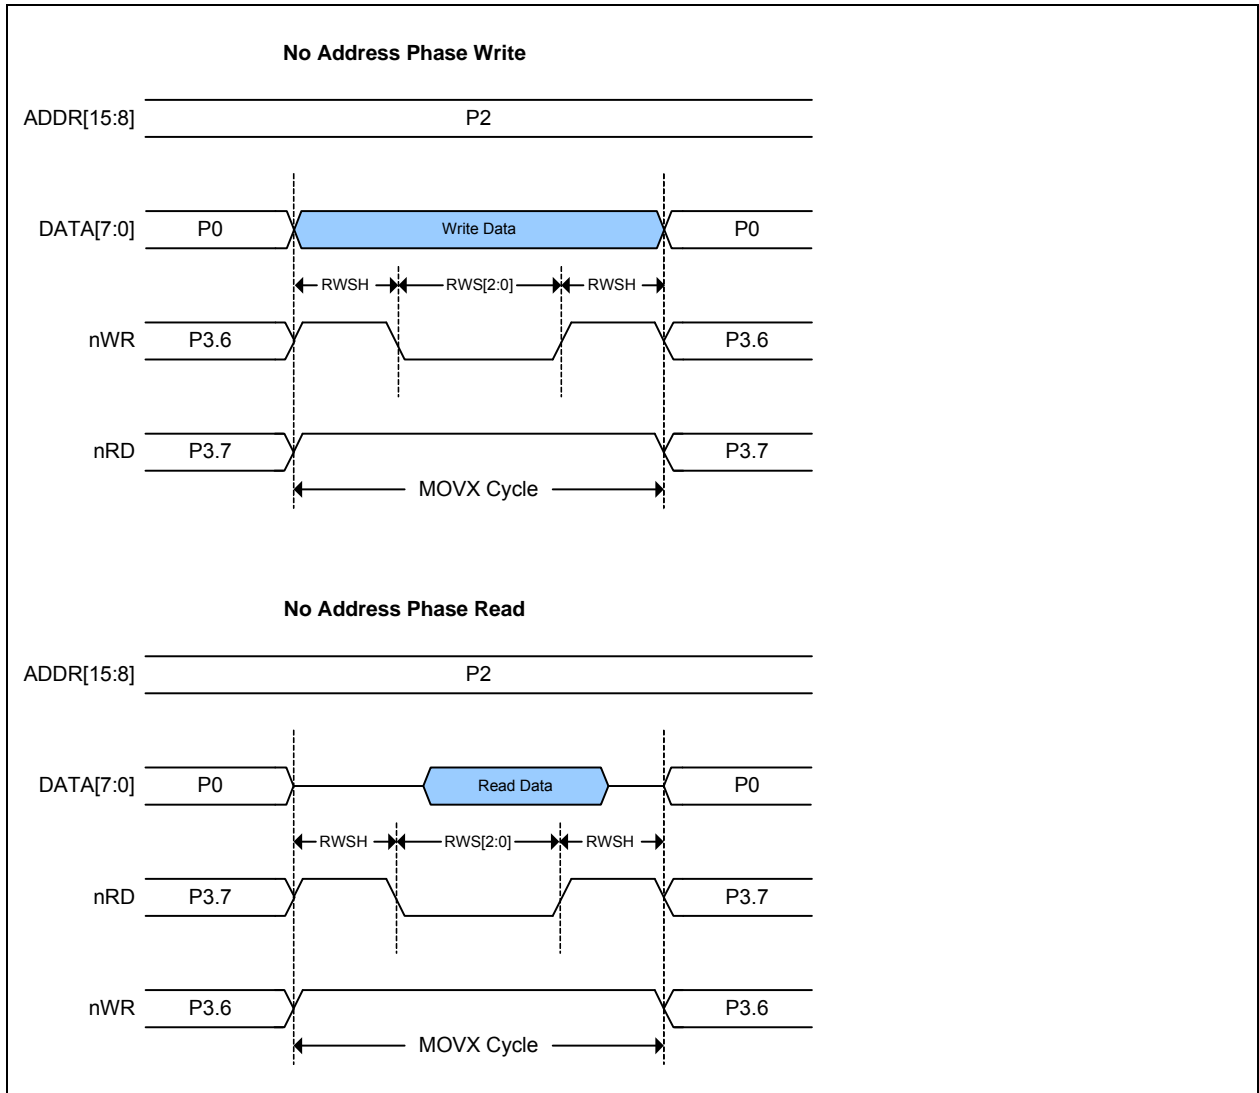 No Address Phase Write
ADDR[15:8] P2
DATA[7:0] P0 Write Data P0
RWSH RWS[2:0] RWSH
nWR P3.6 P3.6
nRD P3.7 P3.7
MOVX Cycle
No Address Phase Read
ADDR[15:8] P2
DATA[7:0] P0 Read Data P0
RWSH RWS[2:0] RWSH
nRD P3.7 P3.7
nWR P3.6 P3.6
MOVX Cycle